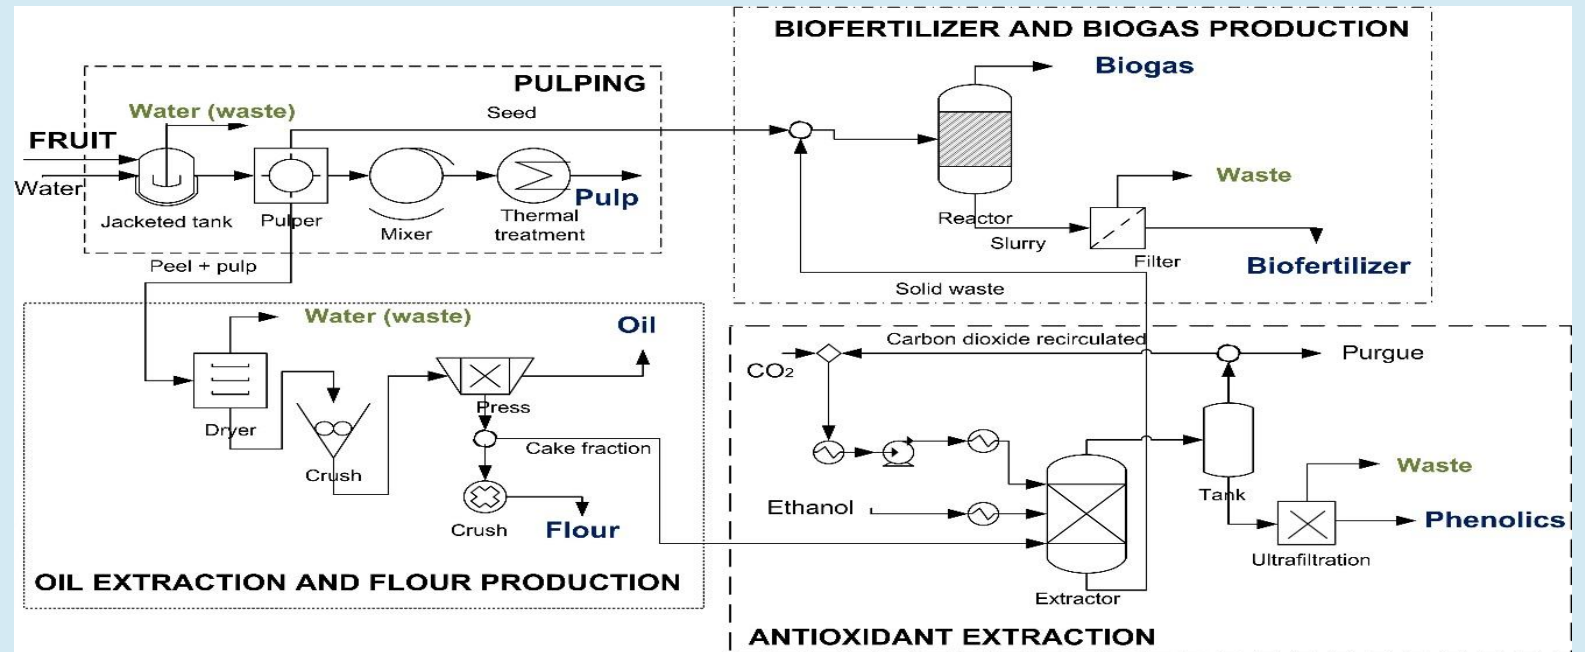 BIOFERTILIZER AND BIOGAS PRODUCTION
Biogas
PULPING
Water (waste)
Seed
FRUIT
Water
Pulp
Jacketed tank
Pulper
Mixer
Thermal
treatment
Waste
Reactor
Slurry
Filter
Biofertilizer
Peel + pulp
Solid waste
Water (waste)
Oil
Dryer
Press
Cake fraction
Crush
Crush
Flour
OIL EXTRACTION AND FLOUR PRODUCTION
Carbon dioxide recirculated
Purgue
CO₂
Ethanol
Tank
Waste
Phenolics
Ultrafiltration
Extractor
ANTIOXIDANT EXTRACTION